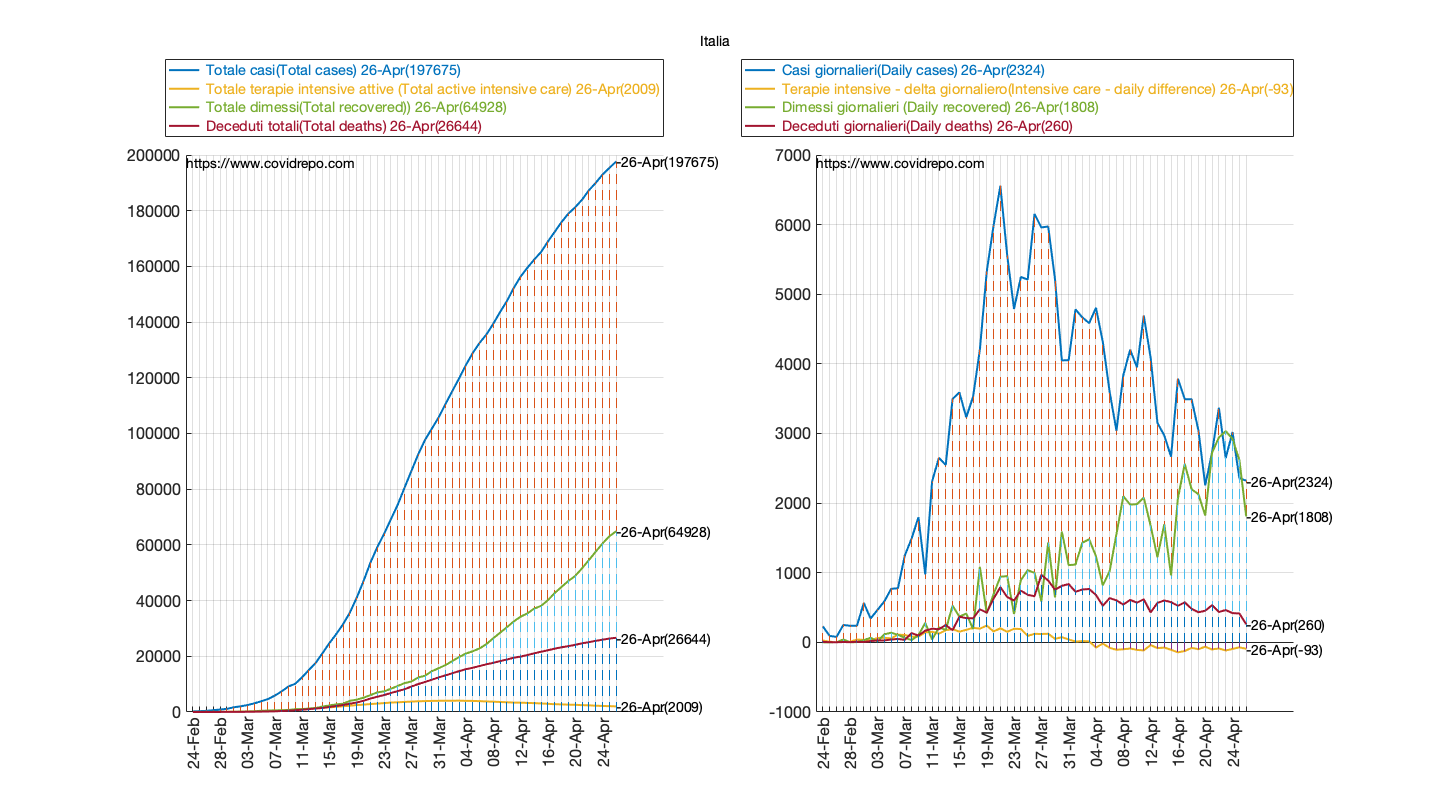 Italia
Totale casi(Total cases) 26-Apr(197675)
Totale terapie intensive attive (Total active intensive care) 26-Apr(2009)
Totale dimessi(Total recovered)) 26-Apr(64928)
Deceduti totali(Total deaths) 26-Apr(26644)
https://www.covidrepo.com
200000
180000
160000
140000
120000
100000
80000
60000
40000
20000
0
26-Apr(197675)
26-Apr(64928)
26-Apr(26644)
26-Apr(2009)
24-Feb
28-Feb
03-Mar
07-Mar
11-Mar
15-Mar
19-Mar
23-Mar
27-Mar
31-Mar
04-Apr
08-Apr
12-Apr
16-Apr
20-Apr
24-Apr
Casi giornalieri(Daily cases) 26-Apr(2324)
Terapie intensive - delta giornaliero(Intensive care - daily difference) 26-Apr(-93)
Dimessi giornalieri (Daily recovered) 26-Apr(1808)
Deceduti giornalieri(Daily deaths) 26-Apr(260)
https://www.covidrepo.com
7000
6000
5000
4000
3000
2000
1000
0
-1000
26-Apr(2324)
26-Apr(1808)
26-Apr(260)
26-Apr(-93)
24-Feb
28-Feb
03-Mar
07-Mar
11-Mar
15-Mar
19-Mar
23-Mar
27-Mar
31-Mar
04-Apr
08-Apr
12-Apr
16-Apr
20-Apr
24-Apr